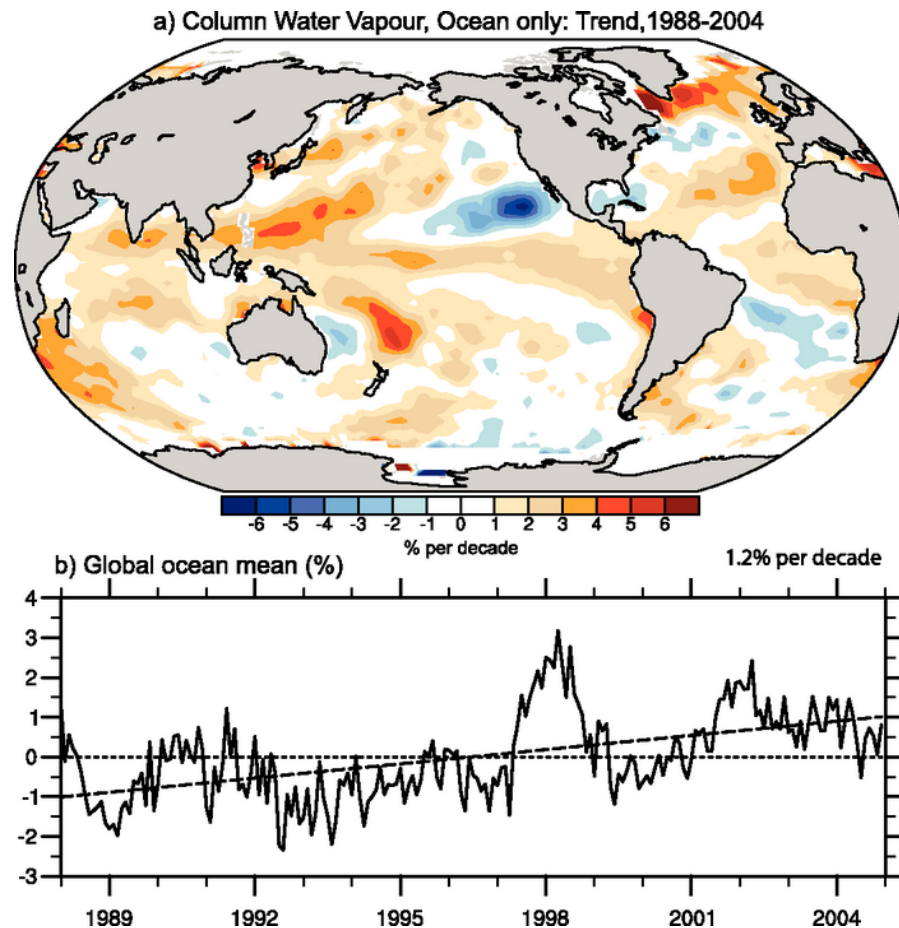 a) Column Water Vapour, Ocean only: Trend,1988-2004
-6 -5 -4 -3 -2 -1 0 1 2 3 4 5 6
% per decade
b) Global ocean mean (%)
1.2% per decade
4
3
2
1
0
-1
-2
-3
1989 1992 1995 1998 2001 2004